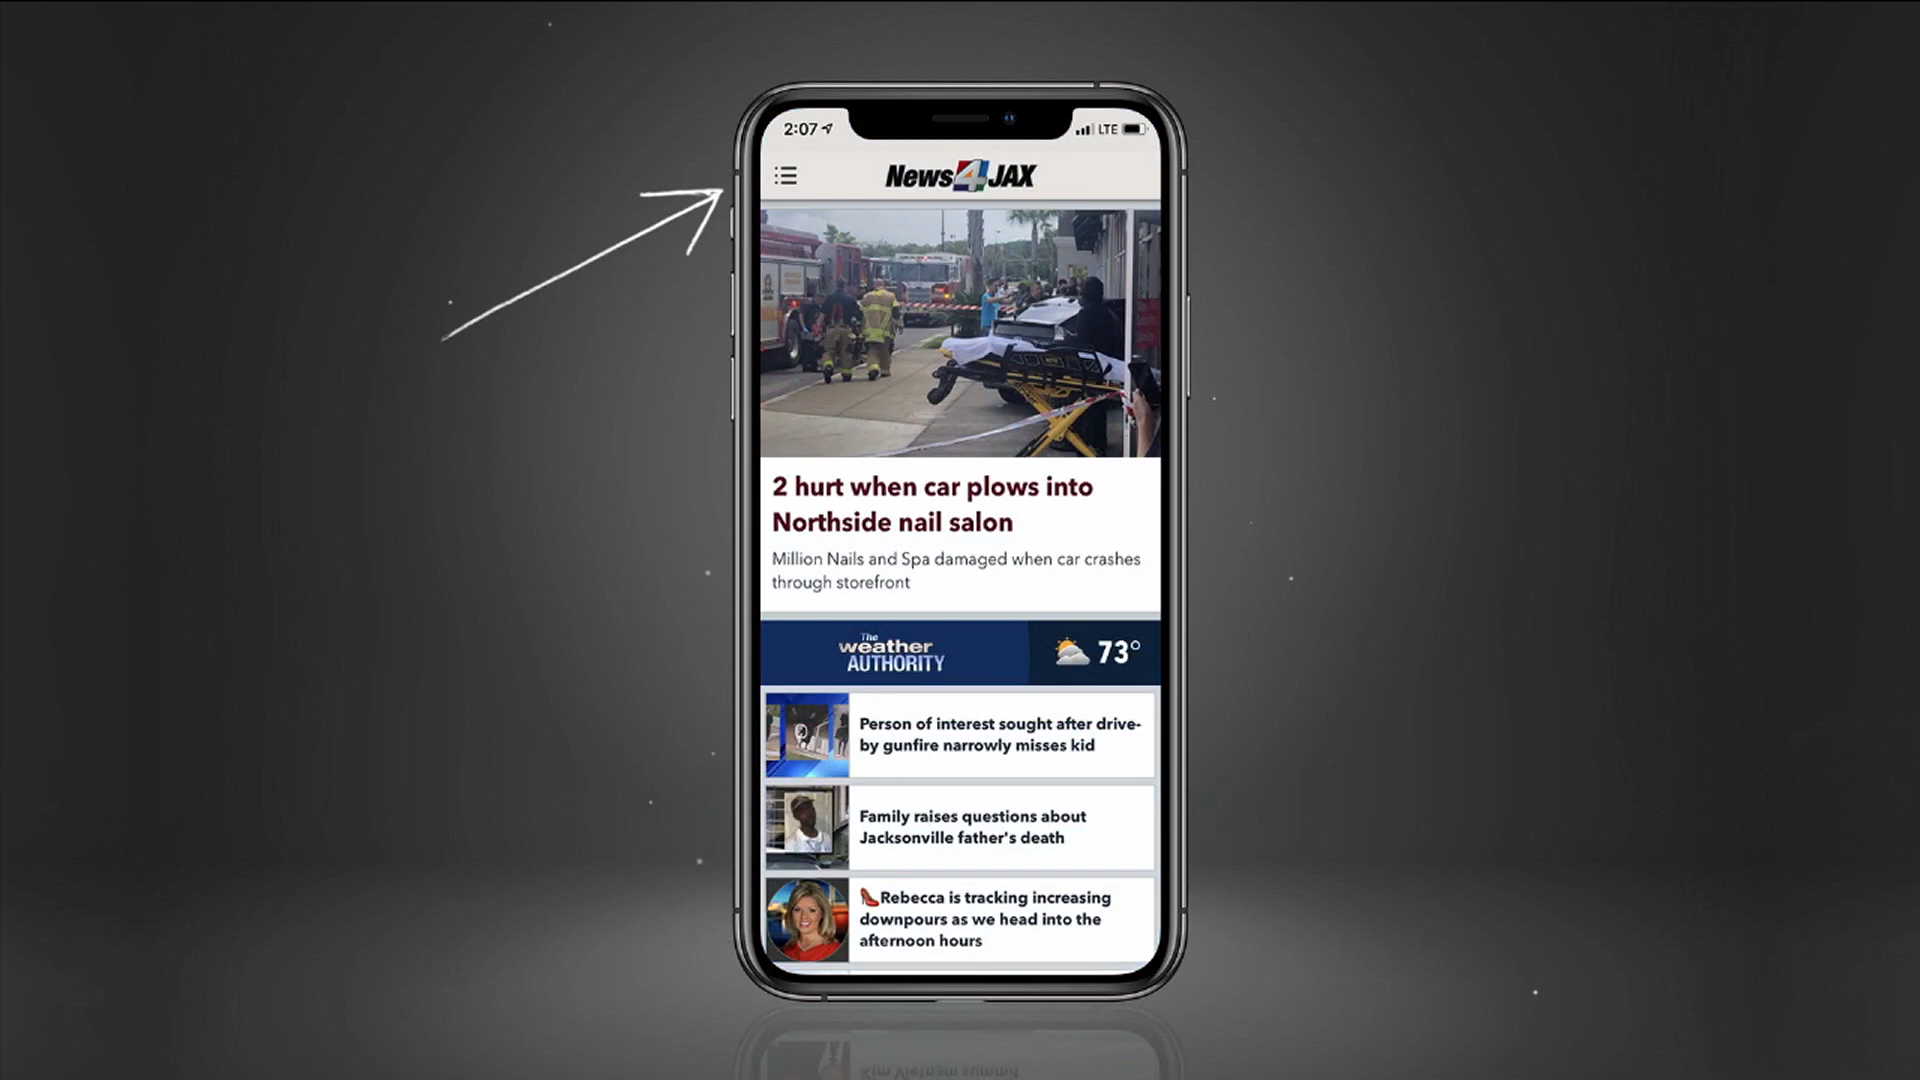 2:07
LTE
News4JAX
2 hurt when car plows into
Northside nail salon
Million Nails and Spa damaged when car crashes
through storefront
The
weather
AUTHORITY
73°
Person of interest sought after drive-
by gunfire narrowly misses kid
Family raises questions about
Jacksonville father's death
👠Rebecca is tracking increasing
downpours as we head into the
afternoon hours
Kim Vietnam summit